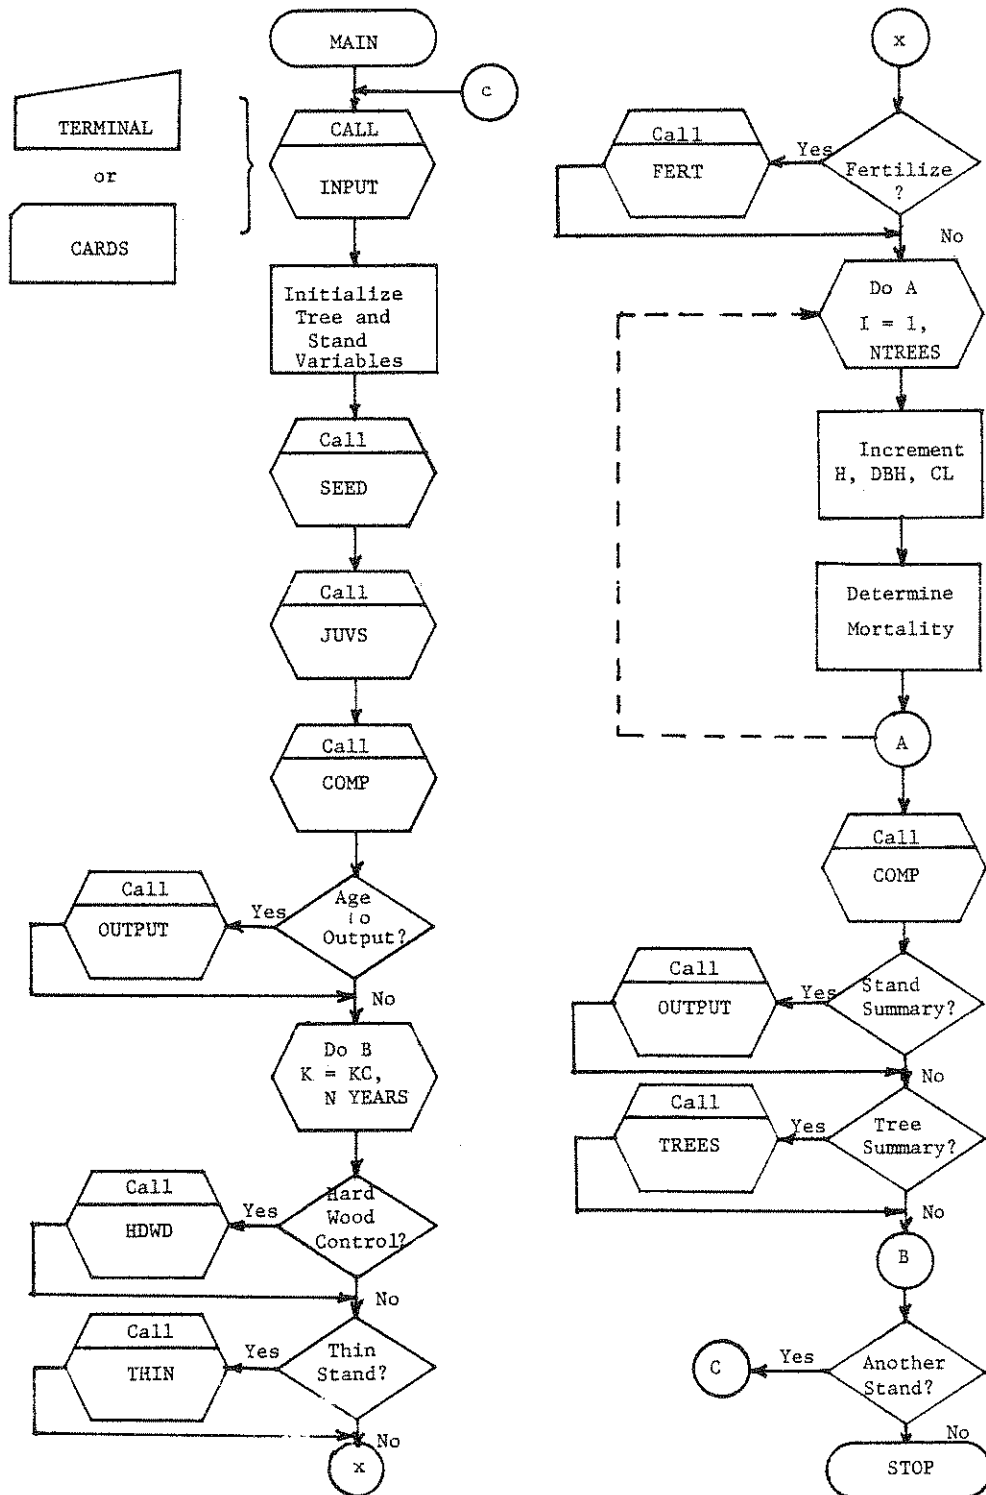 MAIN
c
TERMINAL
or
CARDS
CALL
INPUT
Initialize
Tree and
Stand
Variables
Call
SEED
Call
JUVS
Call
COMP
Age
to
Output?
Yes
Call
OUTPUT
No
Do B
K = KC,
N YEARS
Hard
Wood
Control?
Yes
Call
HDWD
No
Thin
Stand?
Yes
Call
THIN
No
x
x
Fertilize
?
Yes
Call
FERT
No
Do A
I = 1,
NTREES
Increment
H, DBH, CL
Determine
Mortality
A
Call
COMP
Stand
Summary?
Yes
Call
OUTPUT
No
Tree
Summary?
Yes
Call
TREES
No
B
Another
Stand?
Yes
C
No
STOP